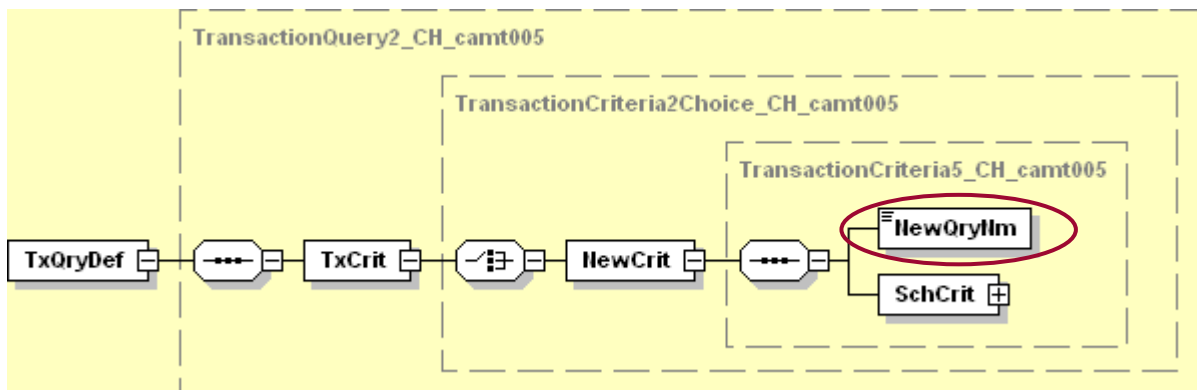 TransactionQuery2_CH_camt005
TransactionCriteria2Choice_CH_camt005
TransactionCriteria5_CH_camt005
NewQryNm
TxQryDef
TxCrit
NewCrit
SchCrit